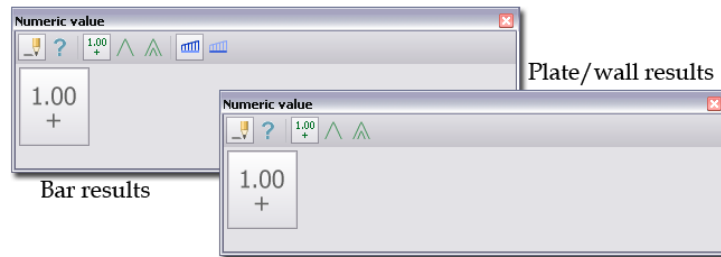 Numeric value
?
1.00
+
1.00
+
Bar results
Plate/wall results
Numeric value
?
1.00
+
1.00
+